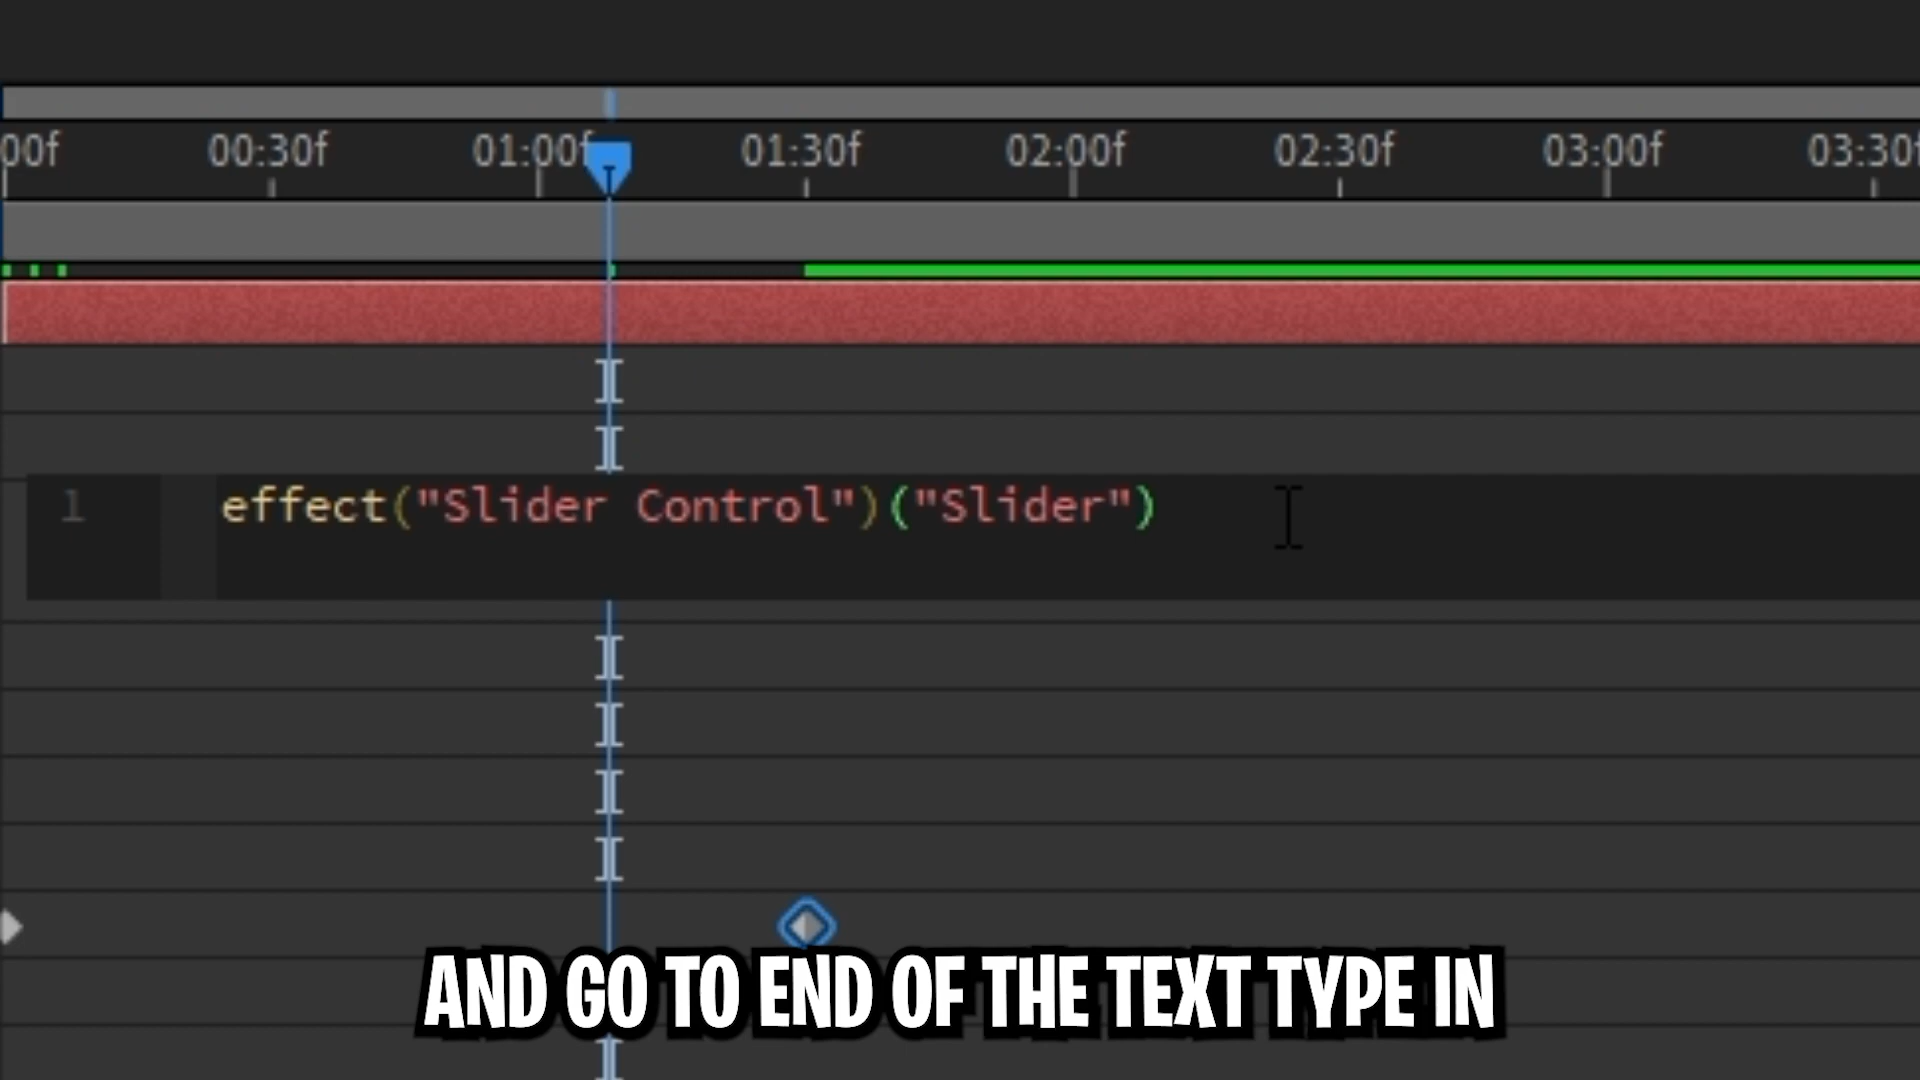 00f 00:30f 01:00f 01:30f 02:00f 02:30f 03:00f 03:30f
1 effect("Slider Control")("Slider")
AND GO TO END OF THE TEXT TYPE IN